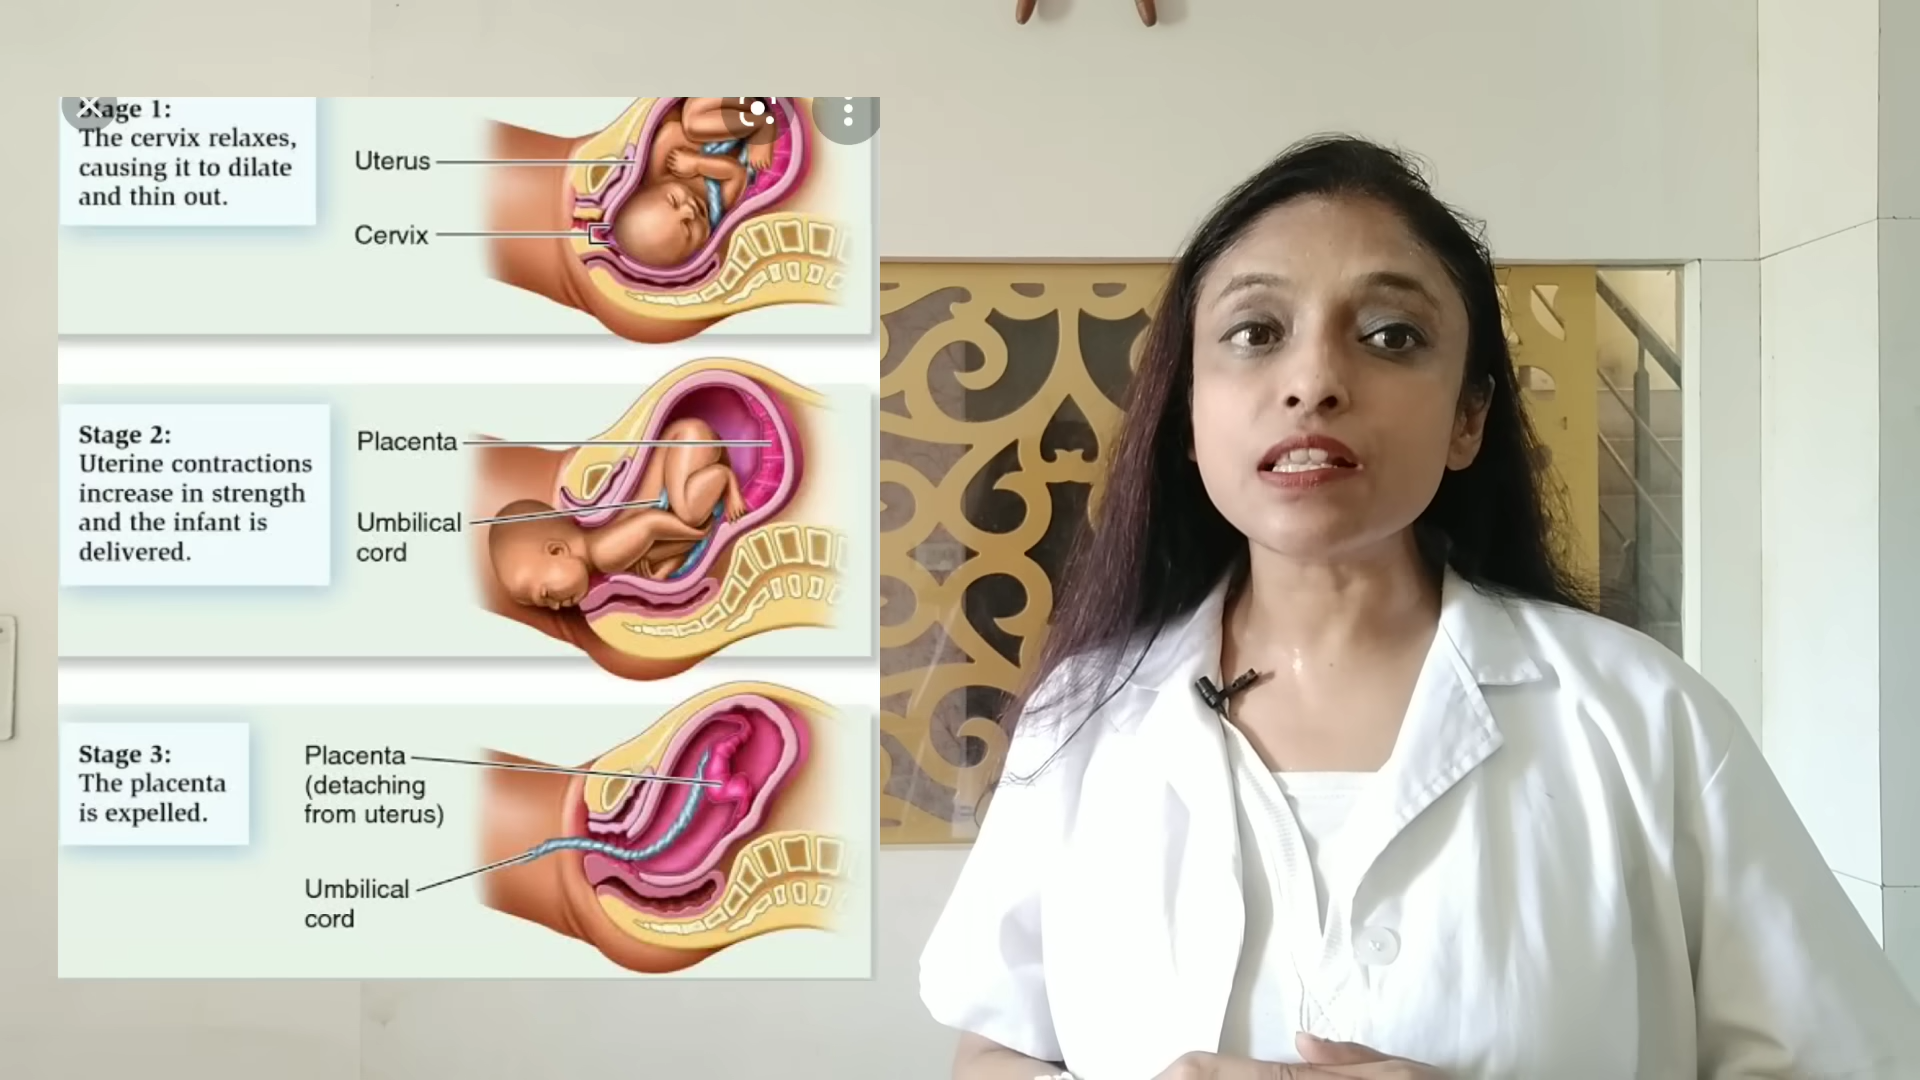 Stage 1:
The cervix relaxes,
causing it to dilate
and thin out.
Uterus
Cervix
Stage 2:
Uterine contractions
increase in strength
and the infant is
delivered.
Placenta
Umbilical
cord
Stage 3:
The placenta
is expelled.
Placenta
(detaching
from uterus)
Umbilical
cord